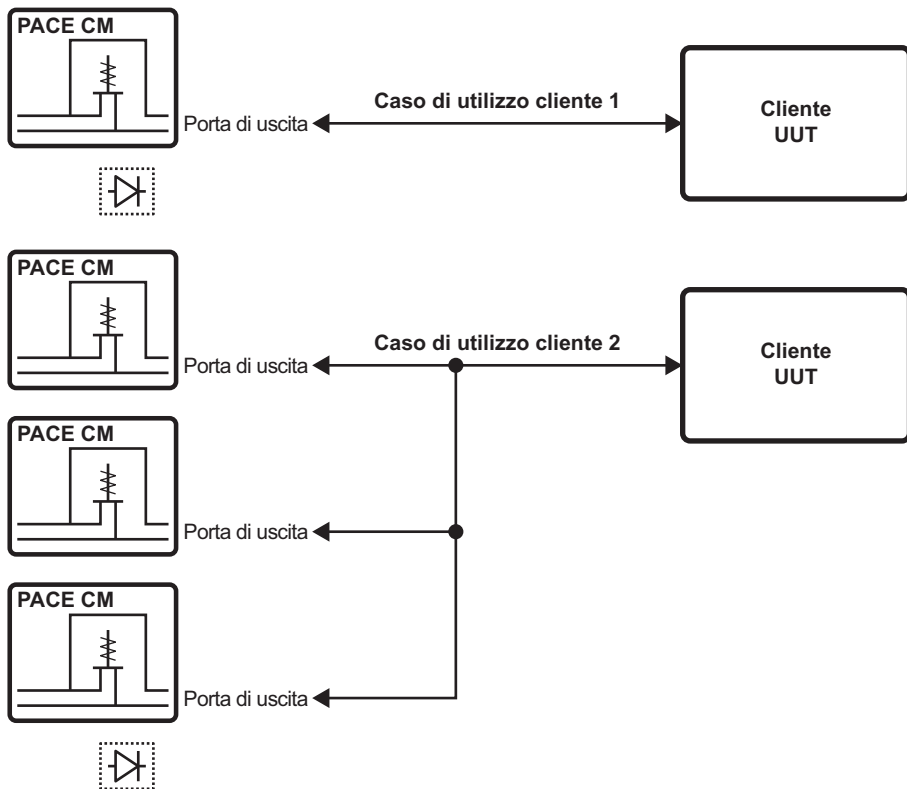 PACE CM
Porta di uscita
Caso di utilizzo cliente 1
Cliente
UUT
PACE CM
Porta di uscita
Caso di utilizzo cliente 2
Cliente
UUT
PACE CM
Porta di uscita
PACE CM
Porta di uscita